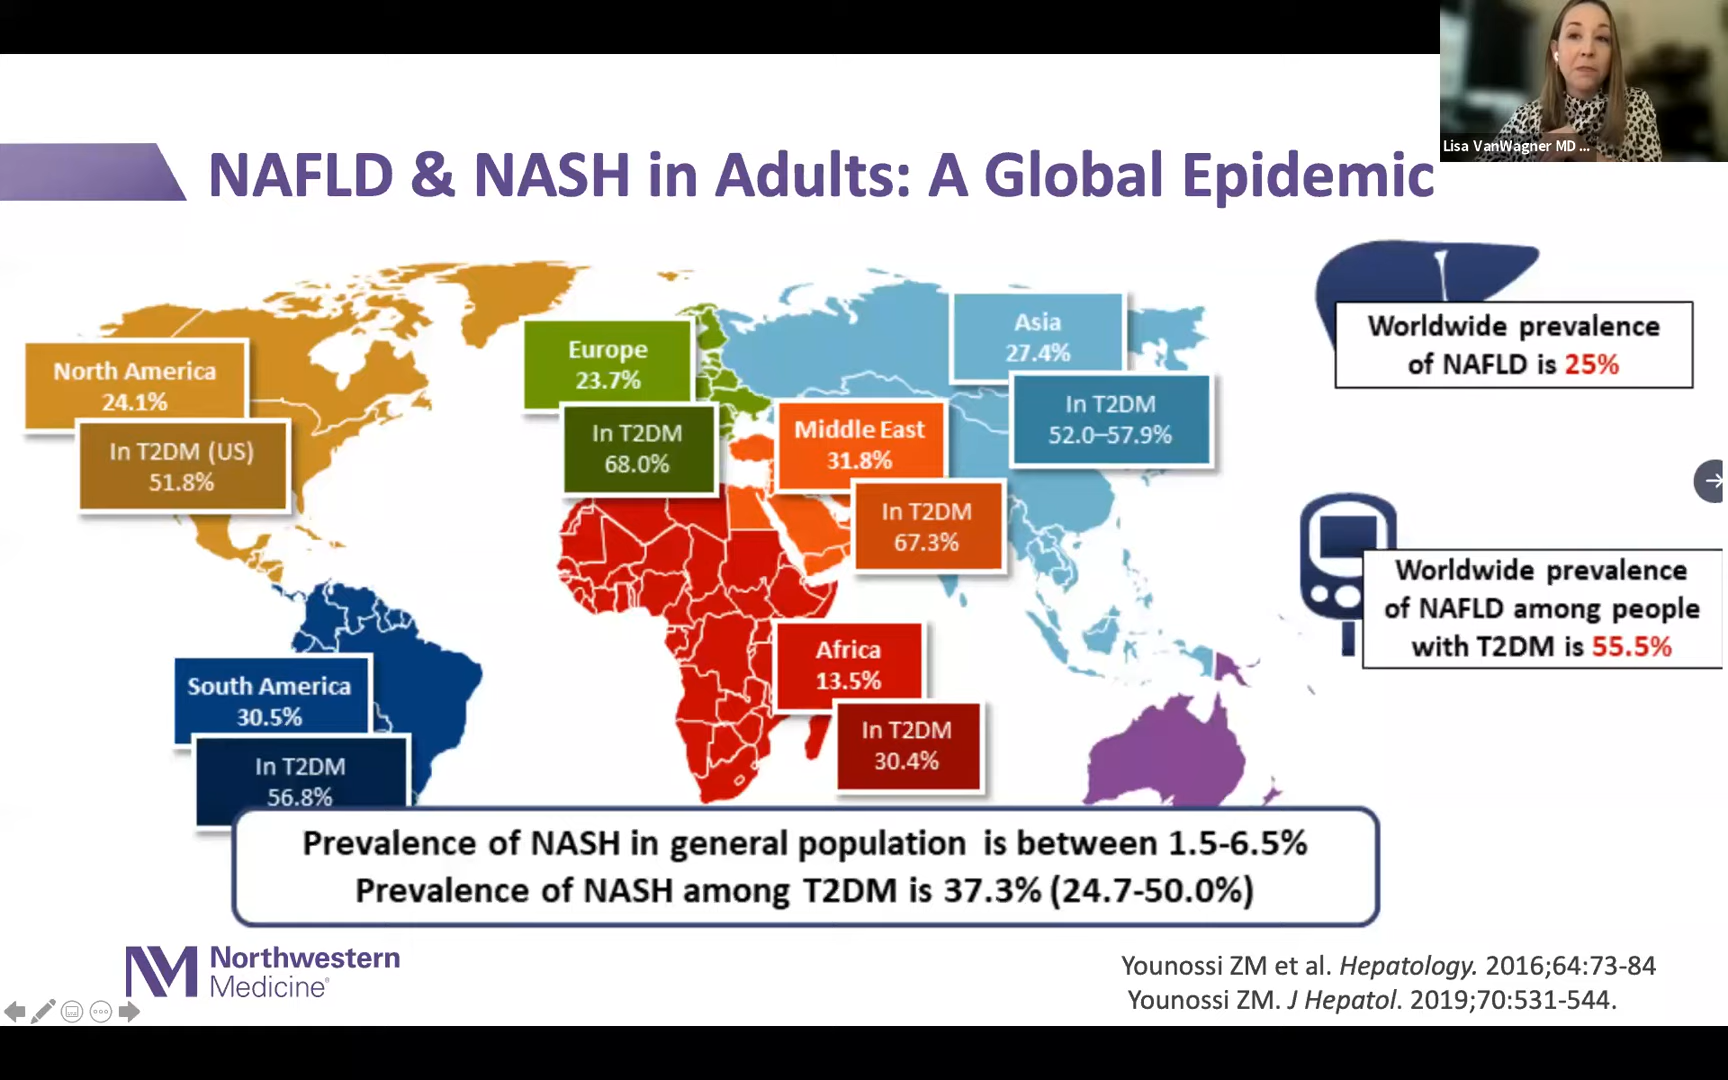 Lisa VanWagner MD ...
NAFLD & NASH in Adults: A Global Epidemic
North America
24.1%
In T2DM (US)
51.8%
South America
30.5%
In T2DM
56.8%
Europe
23.7%
In T2DM
68.0%
Middle East
31.8%
In T2DM
67.3%
Africa
13.5%
In T2DM
30.4%
Asia
27.4%
In T2DM
52.0–57.9%
Worldwide prevalence
of NAFLD is 25%
Worldwide prevalence
of NAFLD among people
with T2DM is 55.5%
Prevalence of NASH in general population is between 1.5-6.5%
Prevalence of NASH among T2DM is 37.3% (24.7-50.0%)
NM
Northwestern
Medicine®
Younossi ZM et al. Hepatology. 2016;64:73-84
Younossi ZM. J Hepatol. 2019;70:531-544.